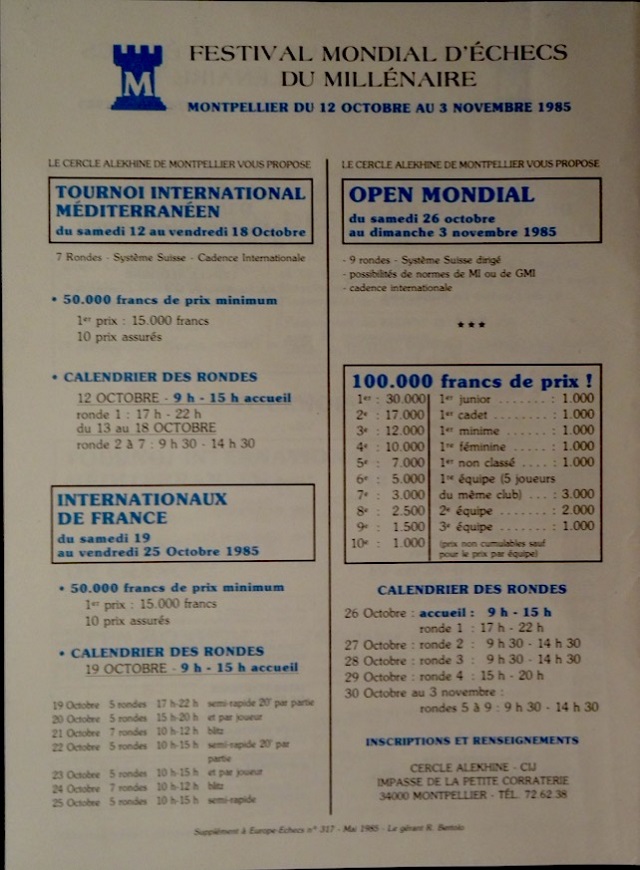 M
FESTIVAL MONDIAL D'ÉCHECS
DU MILLÉNAIRE
MONTPELLIER DU 12 OCTOBRE AU 3 NOVEMBRE 1985
LE CERCLE ALEKHINE DE MONTPELLIER VOUS PROPOSE
TOURNOI INTERNATIONAL
MÉDITERRANÉEN
du samedi 12 au vendredi 18 Octobre
7 Rondes - Système Suisse - Cadence Internationale
• 50.000 francs de prix minimum
1er prix : 15.000 francs
10 prix assurés
• CALENDRIER DES RONDES
12 OCTOBRE - 9 h - 15 h accueil
ronde 1 : 17 h - 22 h
du 13 au 18 OCTOBRE
ronde 2 à 7 : 9 h 30 - 14 h 30
INTERNATIONAUX
DE FRANCE
du samedi 19
au vendredi 25 Octobre 1985
• 50.000 francs de prix minimum
1er prix : 15.000 francs
10 prix assurés
• CALENDRIER DES RONDES
19 OCTOBRE - 9 h - 15 h accueil
19 Octobre 5 rondes 17 h-22 h semi-rapide 20' par partie
20 Octobre 5 rondes 15 h-20 h et par joueur
21 Octobre 7 rondes 10 h-12 h blitz
22 Octobre 5 rondes 10 h-15 h semi-rapide 20' par
partie
23 Octobre 5 rondes 10 h-15 h et par joueur
24 Octobre 7 rondes 10 h-12 h blitz
25 Octobre 5 rondes 10 h-15 h semi-rapide
LE CERCLE ALEKHINE DE MONTPELLIER VOUS PROPOSE
OPEN MONDIAL
du samedi 26 octobre
au dimanche 3 novembre 1985
- 9 rondes - Système Suisse dirigé
- possibilités de normes de MI ou de GMI
- cadence internationale
***
100.000 francs de prix !
1er : 30.000 1er junior ....... : 1.000
2e : 17.000 1er cadet ....... : 1.000
3e : 12.000 1er minime ...... : 1.000
4e : 10.000 1re féminine ..... : 1.000
5e : 7.000 1er non classé .... : 1.000
6e : 5.000 1re équipe (5 joueurs
7e : 3.000 du même club) ... : 3.000
8e : 2.500 2e équipe ....... : 2.000
9e : 1.500 3e équipe ....... : 1.000
10e : 1.000 (prix non cumulables sauf
pour le prix par équipe)
CALENDRIER DES RONDES
26 Octobre : accueil : 9 h - 15 h
ronde 1 : 17 h - 22 h
27 Octobre : ronde 2 : 9 h 30 - 14 h 30
28 Octobre : ronde 3 : 9 h 30 - 14 h 30
29 Octobre : ronde 4 : 15 h - 20 h
30 Octobre au 3 novembre :
rondes 5 à 9 : 9 h 30 - 14 h 30
INSCRIPTIONS ET RENSEIGNEMENTS
CERCLE ALEKHINE - CIJ
IMPASSE DE LA PETITE CORRATERIE
34000 MONTPELLIER - TÉL. 72.62.38
Supplément à Europe-Echecs n° 317 - Mai 1985 - Le gérant R. Bertolo